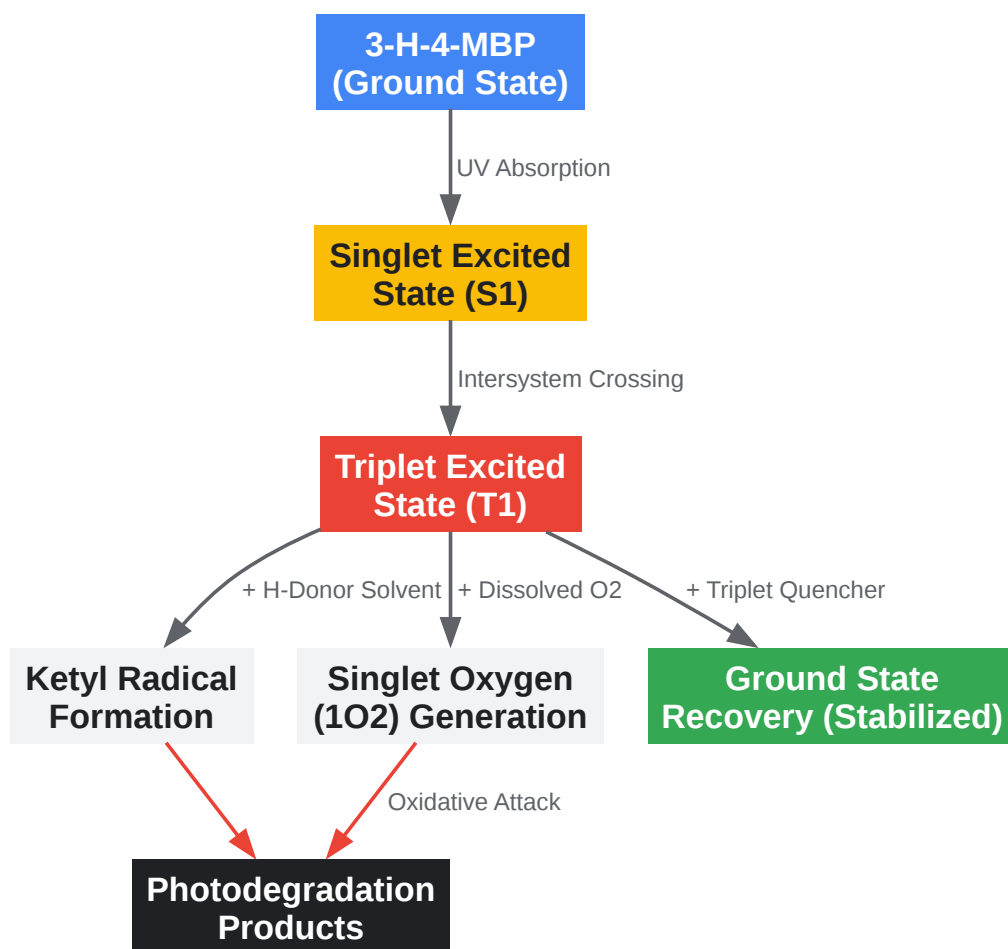 3-H-4-MBP
(Ground State)
UV Absorption
Singlet Excited
State (S1)
Intersystem Crossing
Triplet Excited
State (T1)
+ H-Donor Solvent
+ Dissolved O2
+ Triplet Quencher
Ketyl Radical
Formation
Singlet Oxygen
(1O2) Generation
Ground State
Recovery (Stabilized)
Oxidative Attack
Photodegradation
Products